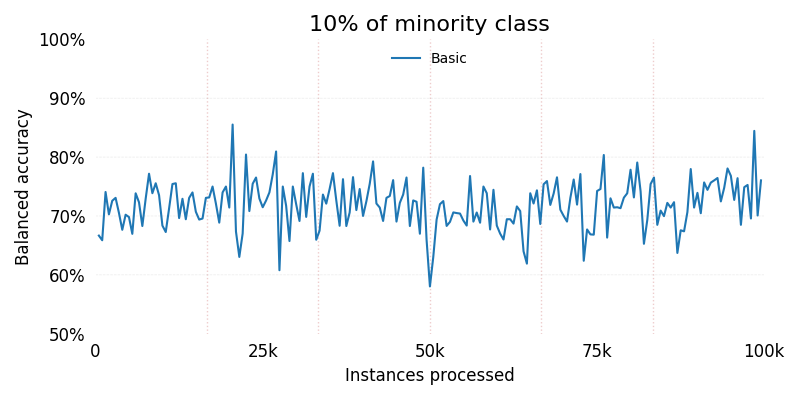 10% of minority class
Basic
Balanced accuracy
100%
90%
80%
70%
60%
50%
0 25k 50k 75k 100k
Instances processed